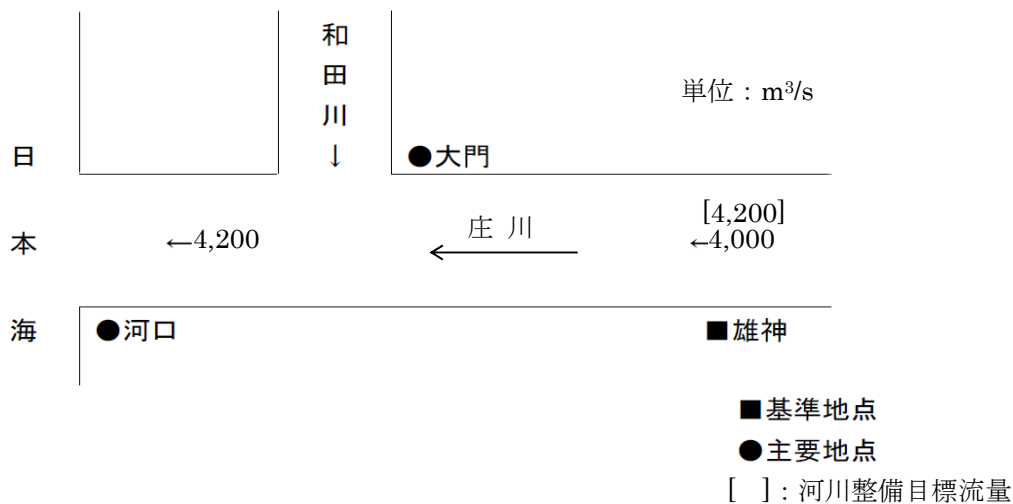 和田川↓
単位：m³/s
日本海
●大門
[4,200]
←4,200
庄 川
←4,000
●河口
■雄神
■基準地点
●主要地点
[ ]：河川整備目標流量